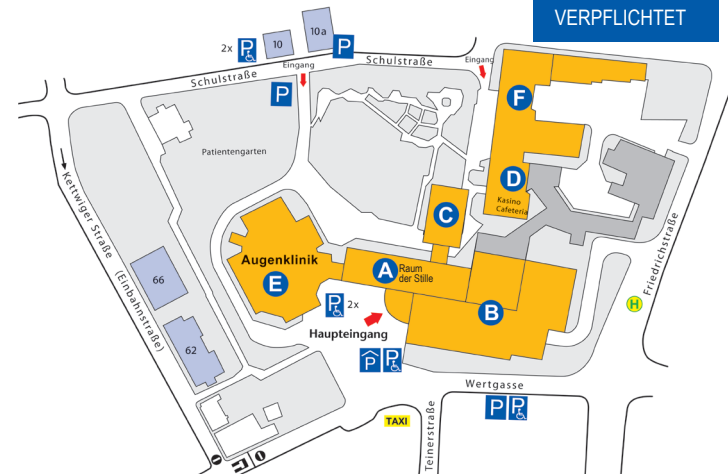 VERPFLICHTET
10a
10
2x
P
P
Eingang
Schulstraße
Schulstraße
Eingang
P
F
Patientengarten
D
Kasino
Cafeteria
C
Kettwiger Straße
(Einbahnstraße)
Augenklinik
E
A
Raum
der Stille
Friedrichstraße
66
H
P
2x
B
Haupteingang
62
P
P
Wertgasse
P
P
TAXI
Teinerstraße